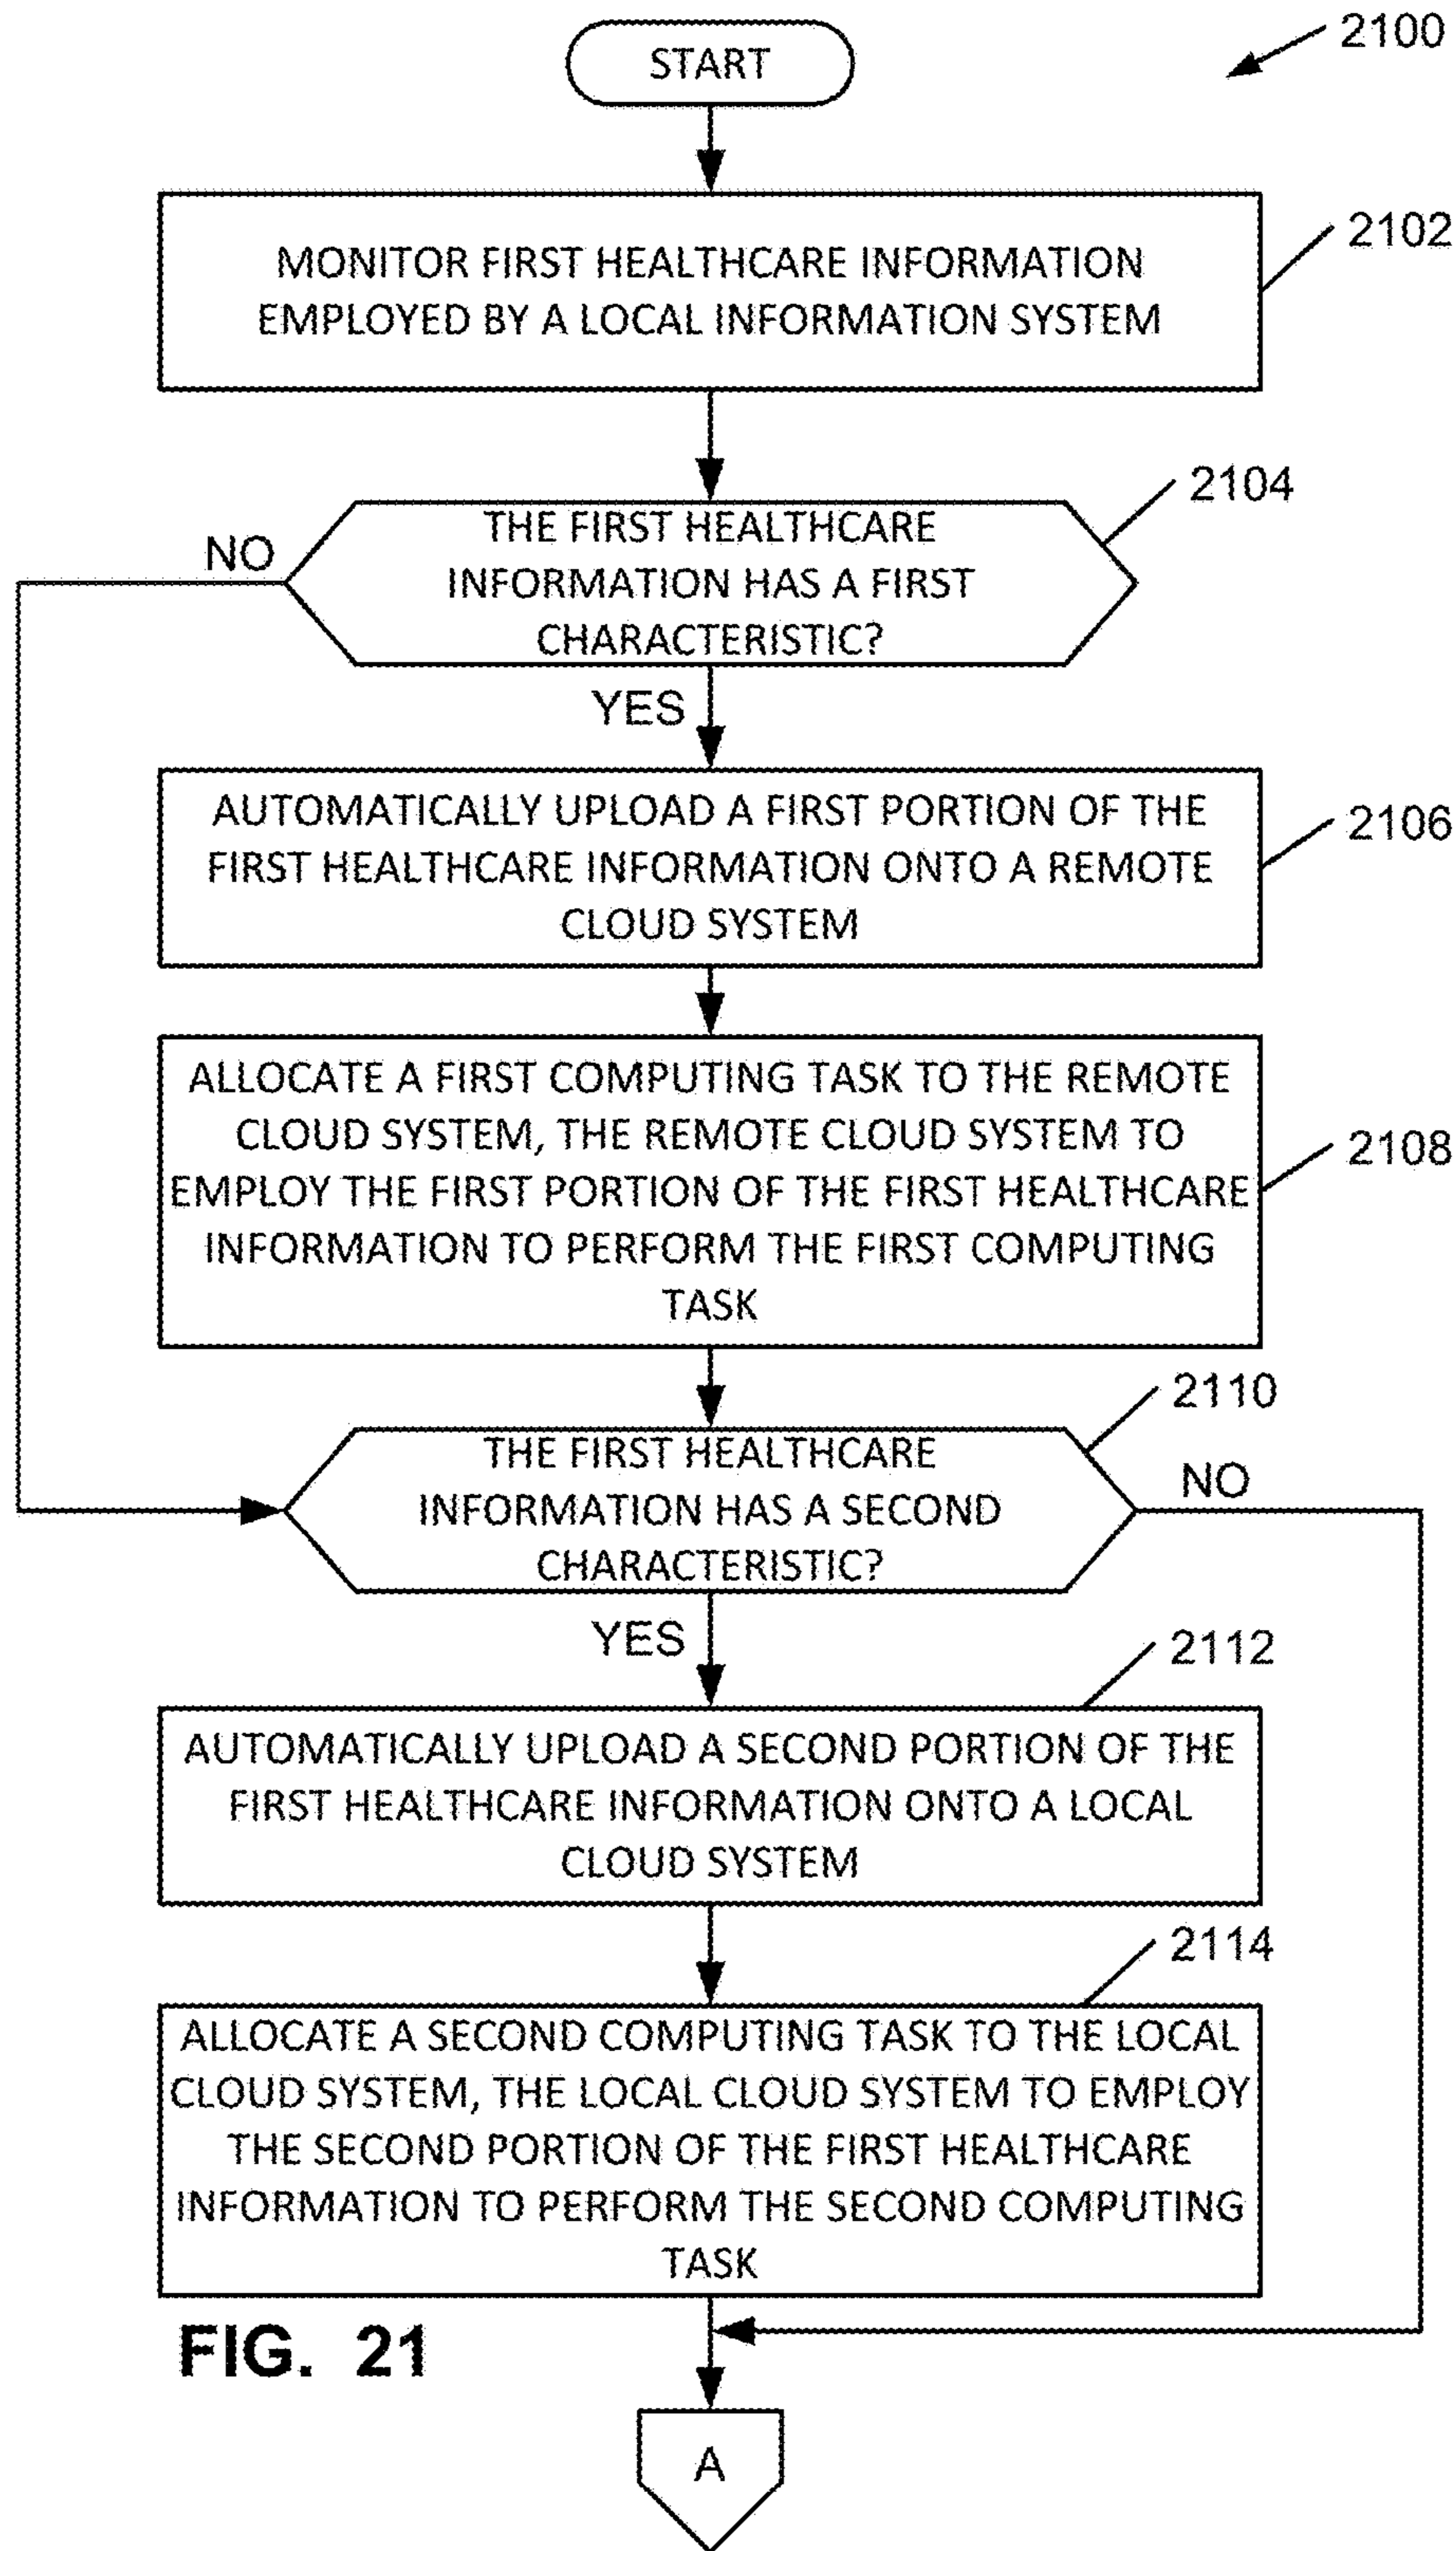 2100
START
MONITOR FIRST HEALTHCARE INFORMATION
EMPLOYED BY A LOCAL INFORMATION SYSTEM
2102
2104
THE FIRST HEALTHCARE
INFORMATION HAS A FIRST
CHARACTERISTIC?
NO
YES
AUTOMATICALLY UPLOAD A FIRST PORTION OF THE
FIRST HEALTHCARE INFORMATION ONTO A REMOTE
CLOUD SYSTEM
2106
ALLOCATE A FIRST COMPUTING TASK TO THE REMOTE
CLOUD SYSTEM, THE REMOTE CLOUD SYSTEM TO
EMPLOY THE FIRST PORTION OF THE FIRST HEALTHCARE
INFORMATION TO PERFORM THE FIRST COMPUTING
TASK
2108
2110
THE FIRST HEALTHCARE
INFORMATION HAS A SECOND
CHARACTERISTIC?
NO
YES
2112
AUTOMATICALLY UPLOAD A SECOND PORTION OF THE
FIRST HEALTHCARE INFORMATION ONTO A LOCAL
CLOUD SYSTEM
2114
ALLOCATE A SECOND COMPUTING TASK TO THE LOCAL
CLOUD SYSTEM, THE LOCAL CLOUD SYSTEM TO EMPLOY
THE SECOND PORTION OF THE FIRST HEALTHCARE
INFORMATION TO PERFORM THE SECOND COMPUTING
TASK
FIG. 21
A